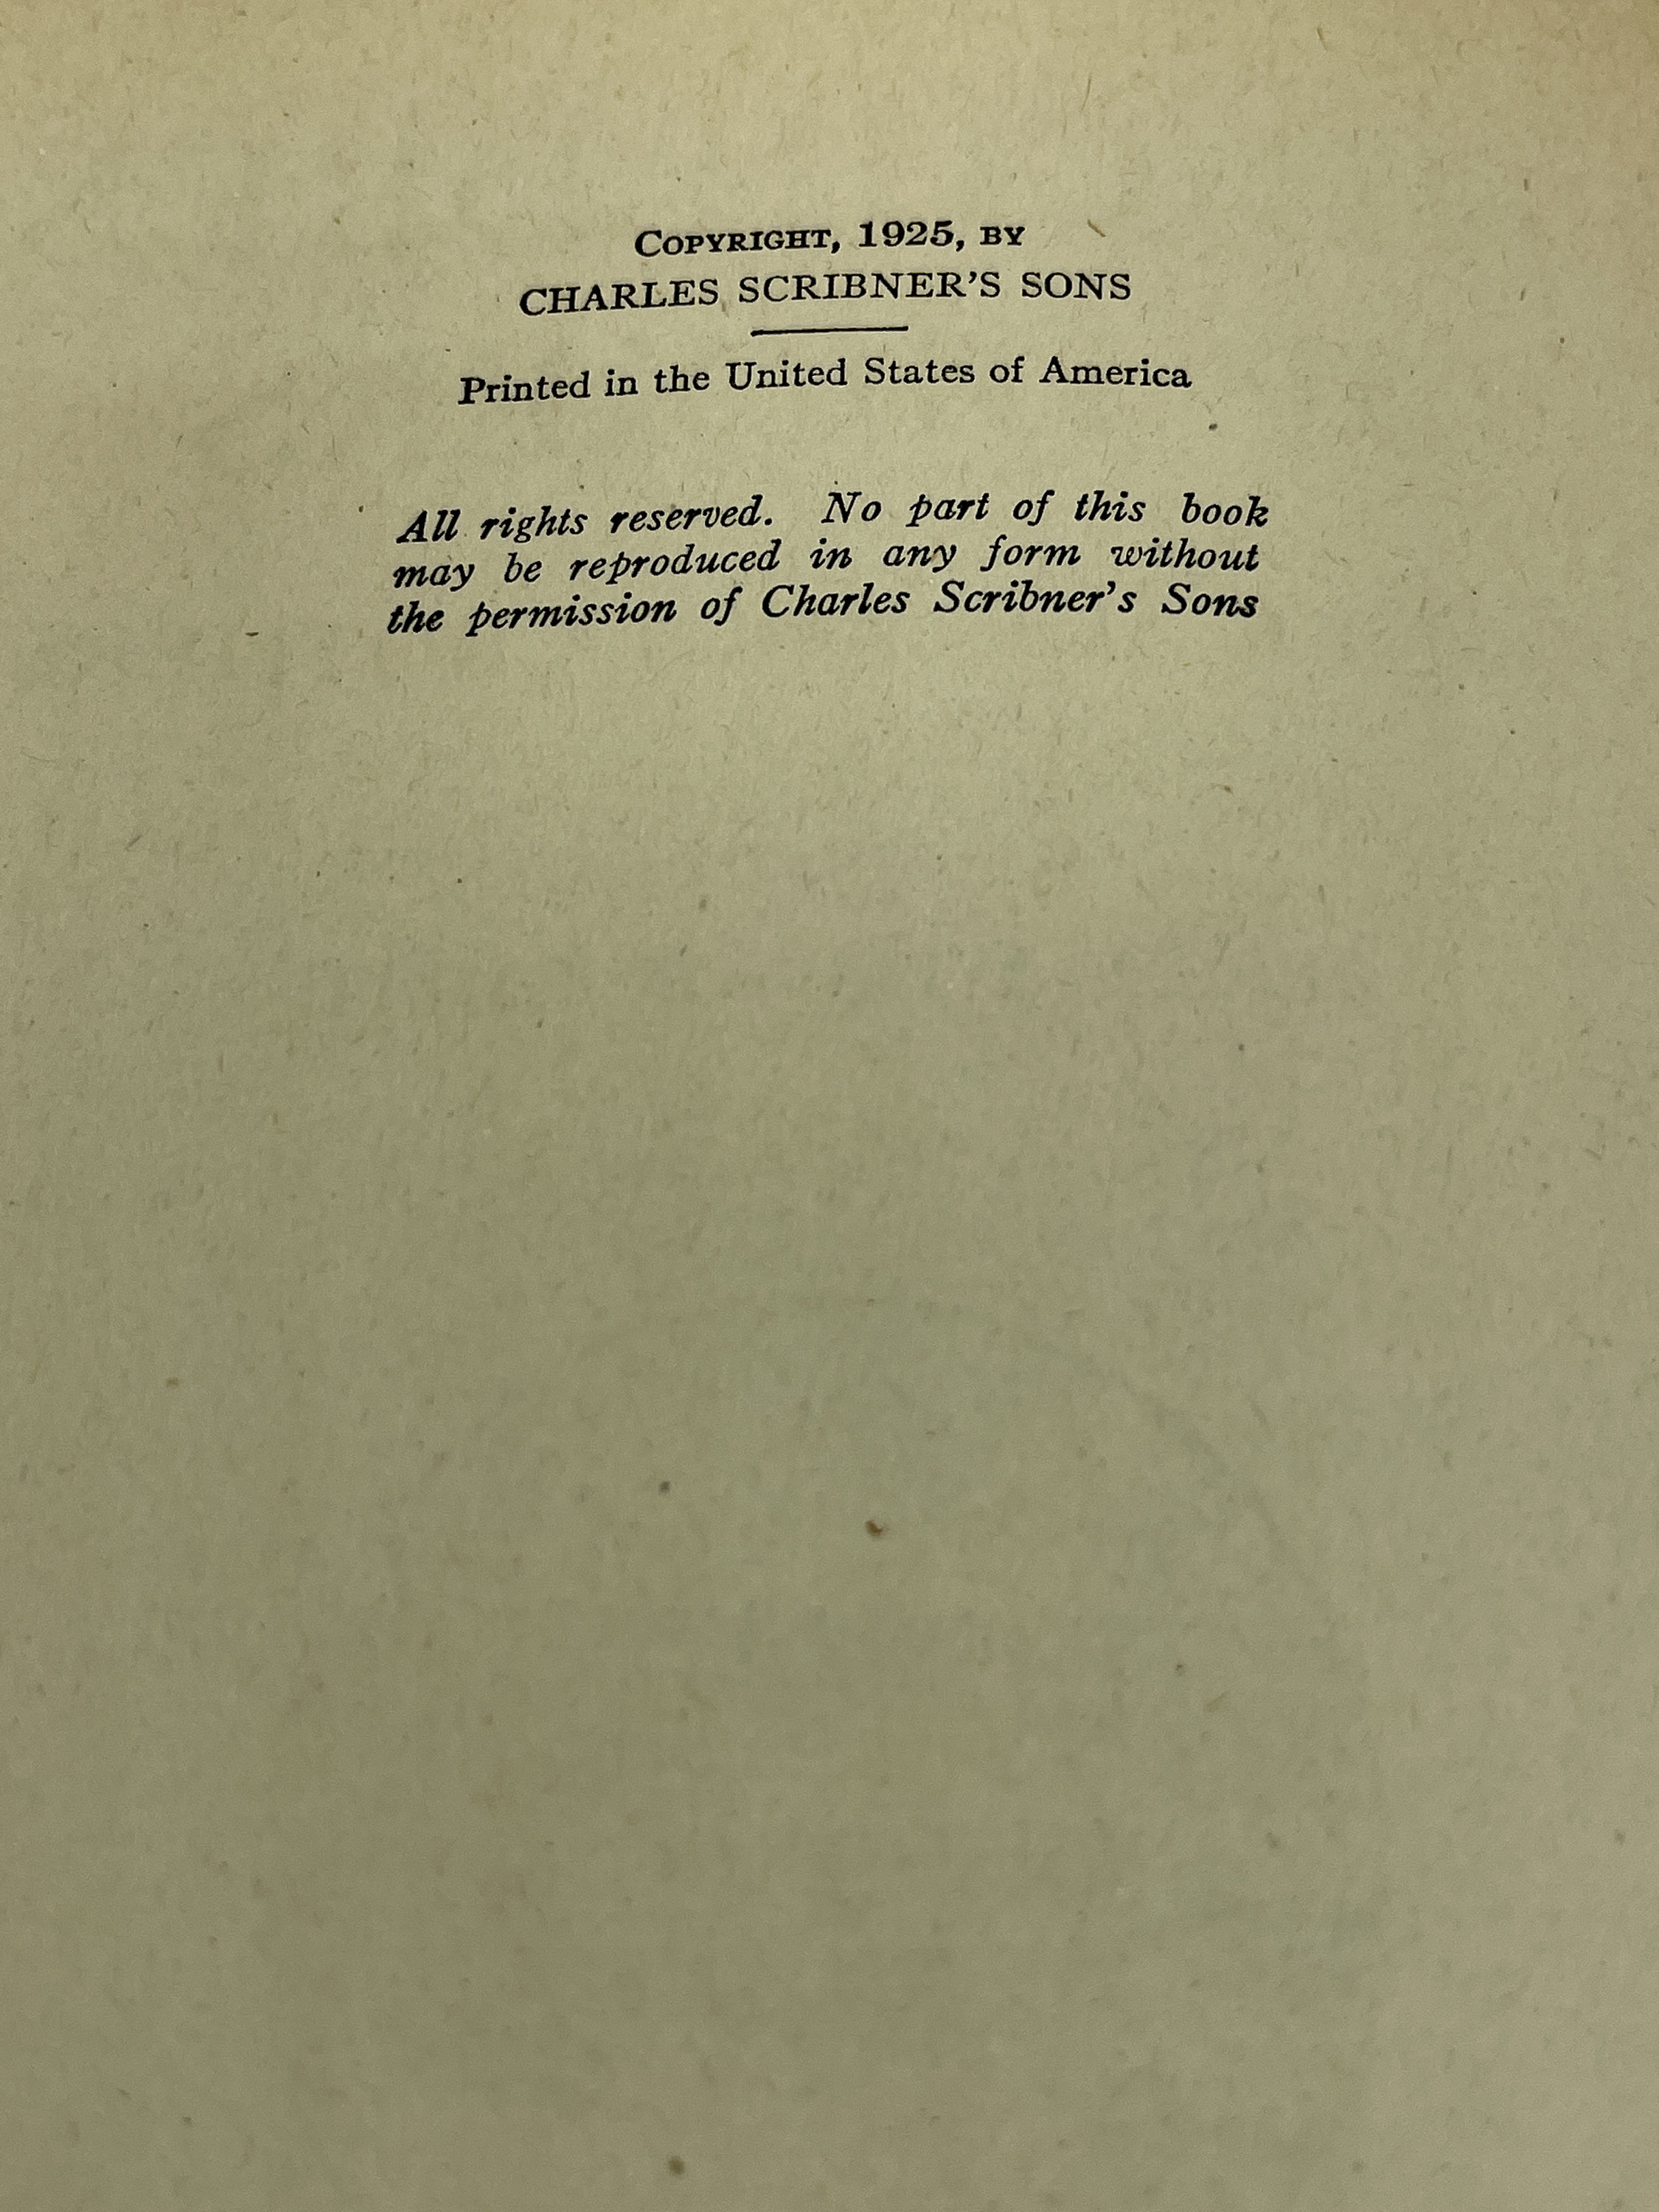 COPYRIGHT, 1925, BY
CHARLES SCRIBNER'S SONS
Printed in the United States of America
All rights reserved. No part of this book
may be reproduced in any form without
the permission of Charles Scribner's Sons